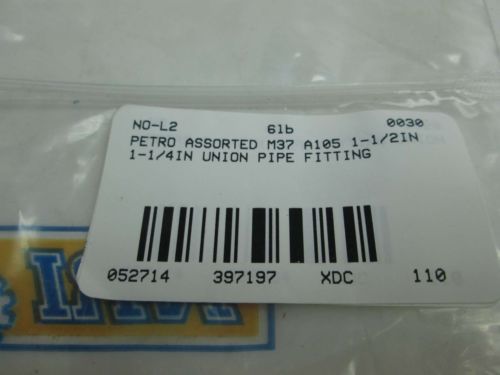 NO-L2 6lb 0030
PETRO ASSORTED M37 A105 1-1/2IN
1-1/4IN UNION PIPE FITTING
052714 397197 XDC 110